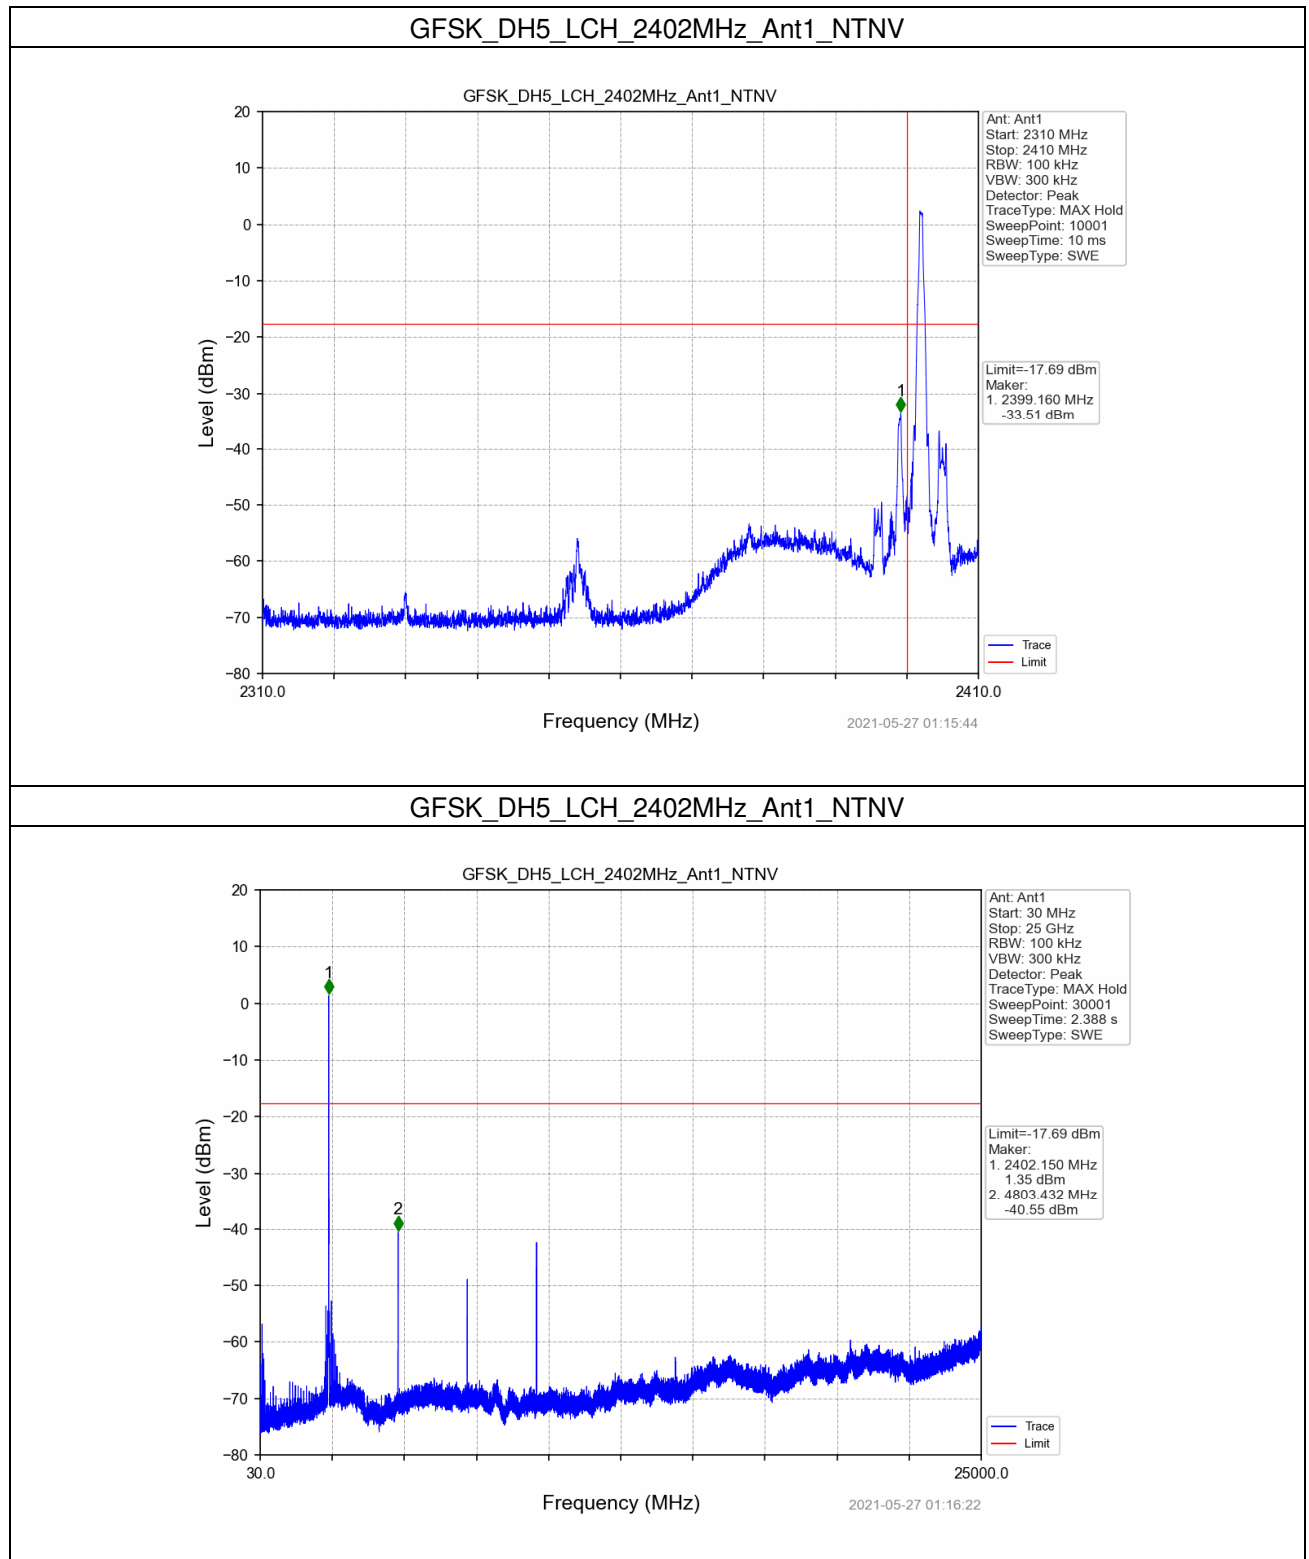 GFSK_DH5_LCH_2402MHz_Ant1_NTNV
GFSK_DH5_LCH_2402MHz_Ant1_NTNV
20
10
0
−10
−20
−30
−40
−50
−60
−70
−80
Level (dBm)
1
2310.0
2410.0
Frequency (MHz)
2021-05-27 01:15:44
Ant: Ant1
Start: 2310 MHz
Stop: 2410 MHz
RBW: 100 kHz
VBW: 300 kHz
Detector: Peak
TraceType: MAX Hold
SweepPoint: 10001
SweepTime: 10 ms
SweepType: SWE
Limit=-17.69 dBm
Maker:
1. 2399.160 MHz
-33.51 dBm
Trace
Limit
GFSK_DH5_LCH_2402MHz_Ant1_NTNV
GFSK_DH5_LCH_2402MHz_Ant1_NTNV
20
10
0
−10
−20
−30
−40
−50
−60
−70
−80
Level (dBm)
1
2
30.0
25000.0
Frequency (MHz)
2021-05-27 01:16:22
Ant: Ant1
Start: 30 MHz
Stop: 25 GHz
RBW: 100 kHz
VBW: 300 kHz
Detector: Peak
TraceType: MAX Hold
SweepPoint: 30001
SweepTime: 2.388 s
SweepType: SWE
Limit=-17.69 dBm
Maker:
1. 2402.150 MHz
1.35 dBm
2. 4803.432 MHz
-40.55 dBm
Trace
Limit